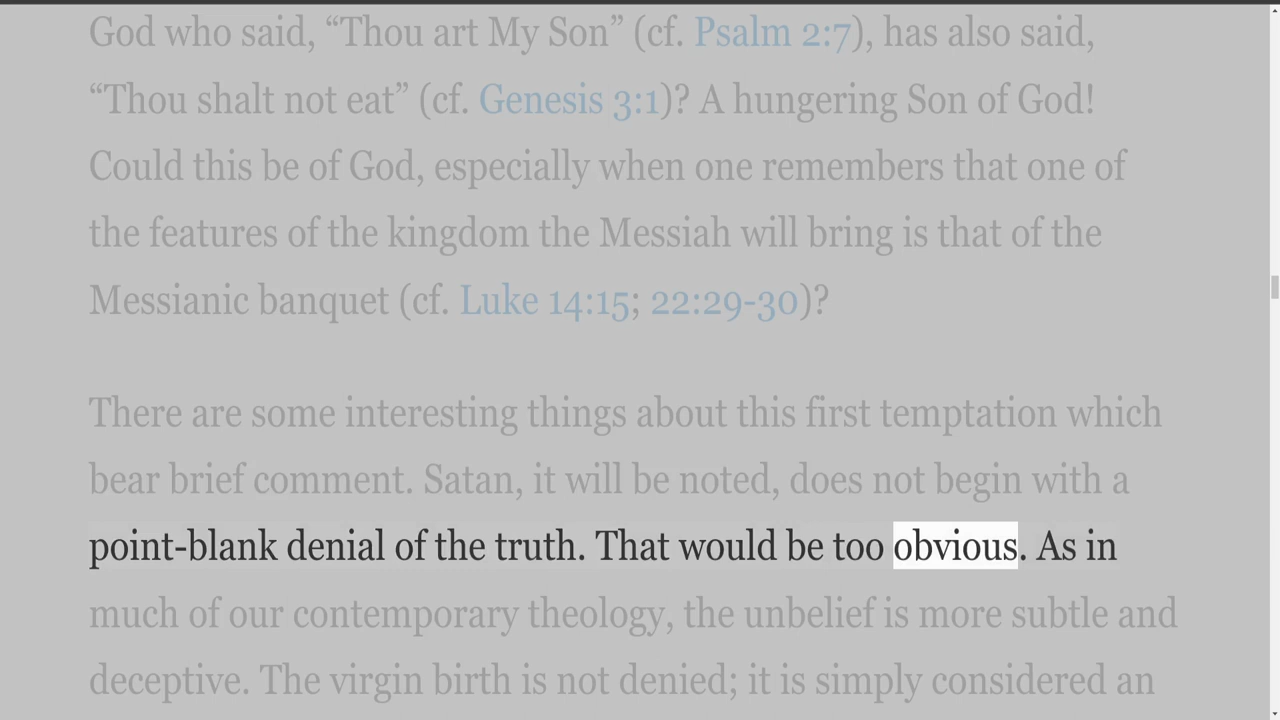 God who said, “Thou art My Son” (cf. Psalm 2:7), has also said,
“Thou shalt not eat” (cf. Genesis 3:1)? A hungering Son of God!
Could this be of God, especially when one remembers that one of
the features of the kingdom the Messiah will bring is that of the
Messianic banquet (cf. Luke 14:15; 22:29-30)?
There are some interesting things about this first temptation which
bear brief comment. Satan, it will be noted, does not begin with a
point-blank denial of the truth. That would be too obvious. As in
much of our contemporary theology, the unbelief is more subtle and
deceptive. The virgin birth is not denied; it is simply considered an